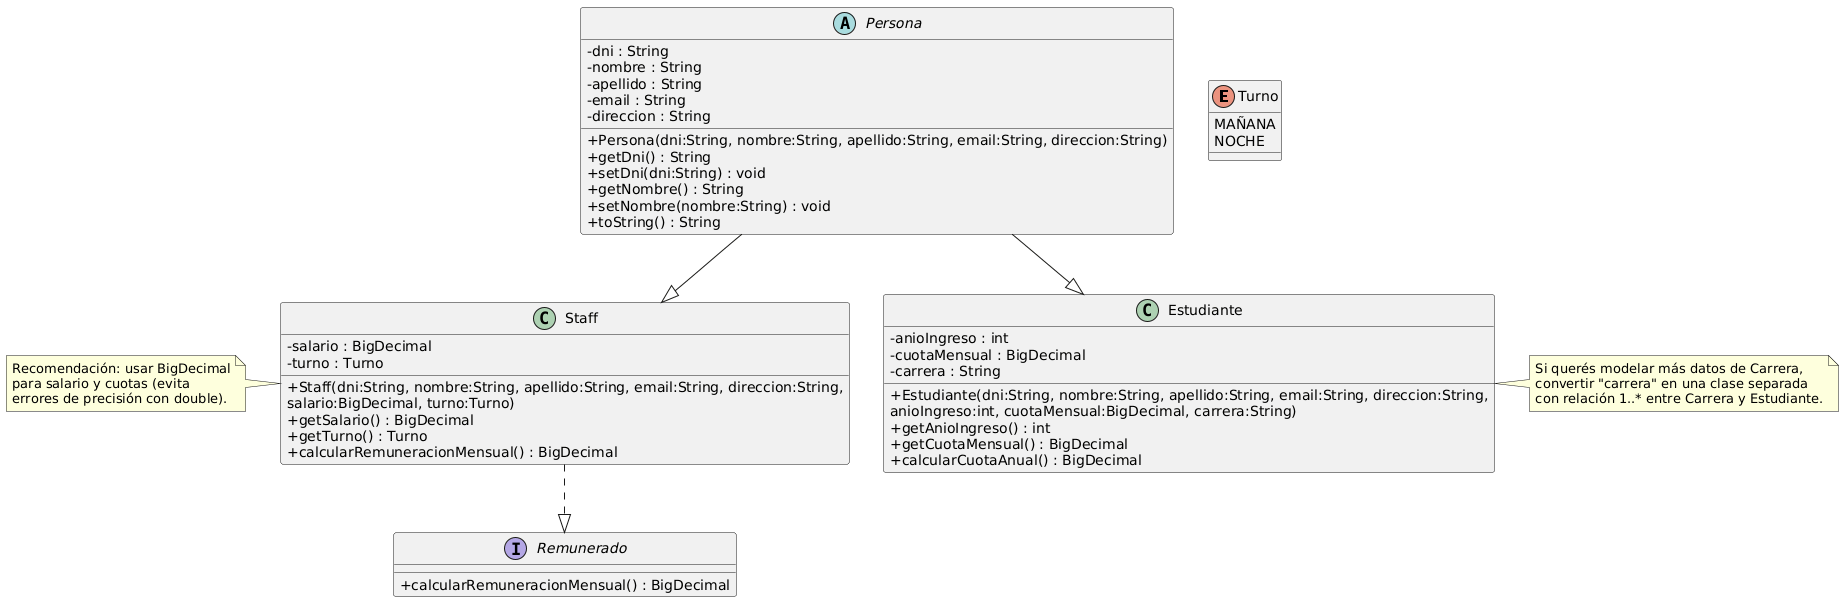 A Persona
-dni : String
-nombre : String
-apellido : String
-email : String
-direccion : String
+Persona(dni:String, nombre:String, apellido:String, email:String, direccion:String)
+getDni() : String
+setDni(dni:String) : void
+getNombre() : String
+setNombre(nombre:String) : void
+toString() : String
E Turno
MAÑANA
NOCHE
Recomendación: usar BigDecimal
para salario y cuotas (evita
errores de precisión con double).
C Staff
-salario : BigDecimal
-turno : Turno
+Staff(dni:String, nombre:String, apellido:String, email:String, direccion:String,
salario:BigDecimal, turno:Turno)
+getSalario() : BigDecimal
+getTurno() : Turno
+calcularRemuneracionMensual() : BigDecimal
C Estudiante
-anioIngreso : int
-cuotaMensual : BigDecimal
-carrera : String
+Estudiante(dni:String, nombre:String, apellido:String, email:String, direccion:String,
anioIngreso:int, cuotaMensual:BigDecimal, carrera:String)
+getAnioIngreso() : int
+getCuotaMensual() : BigDecimal
+calcularCuotaAnual() : BigDecimal
Si querés modelar más datos de Carrera,
convertir "carrera" en una clase separada
con relación 1..* entre Carrera y Estudiante.
I Remunerado
+calcularRemuneracionMensual() : BigDecimal